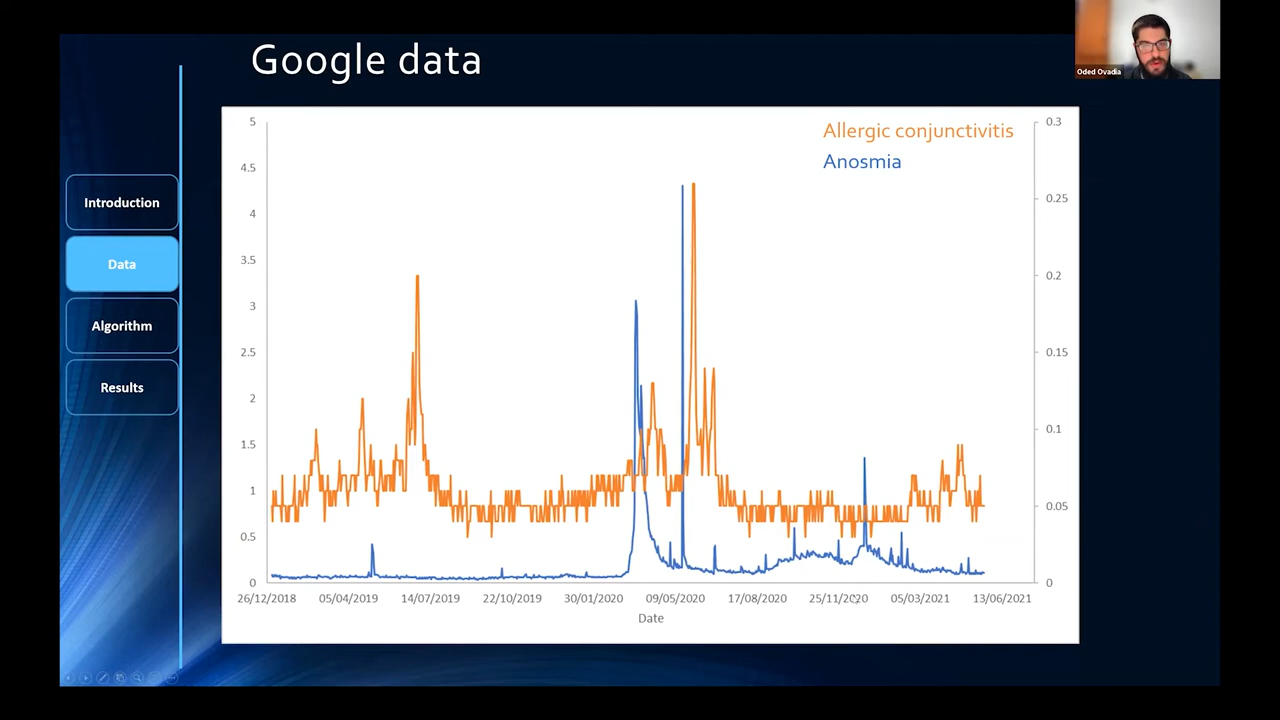 Google data
Oded Ovadia
Introduction
Data
Algorithm
Results
Allergic conjunctivitis
Anosmia
5
4.5
4
3.5
3
2.5
2
1.5
1
0.5
0
0.3
0.25
0.2
0.15
0.1
0.05
0
26/12/2018 05/04/2019 14/07/2019 22/10/2019 30/01/2020 09/05/2020 17/08/2020 25/11/2020 05/03/2021 13/06/2021
Date